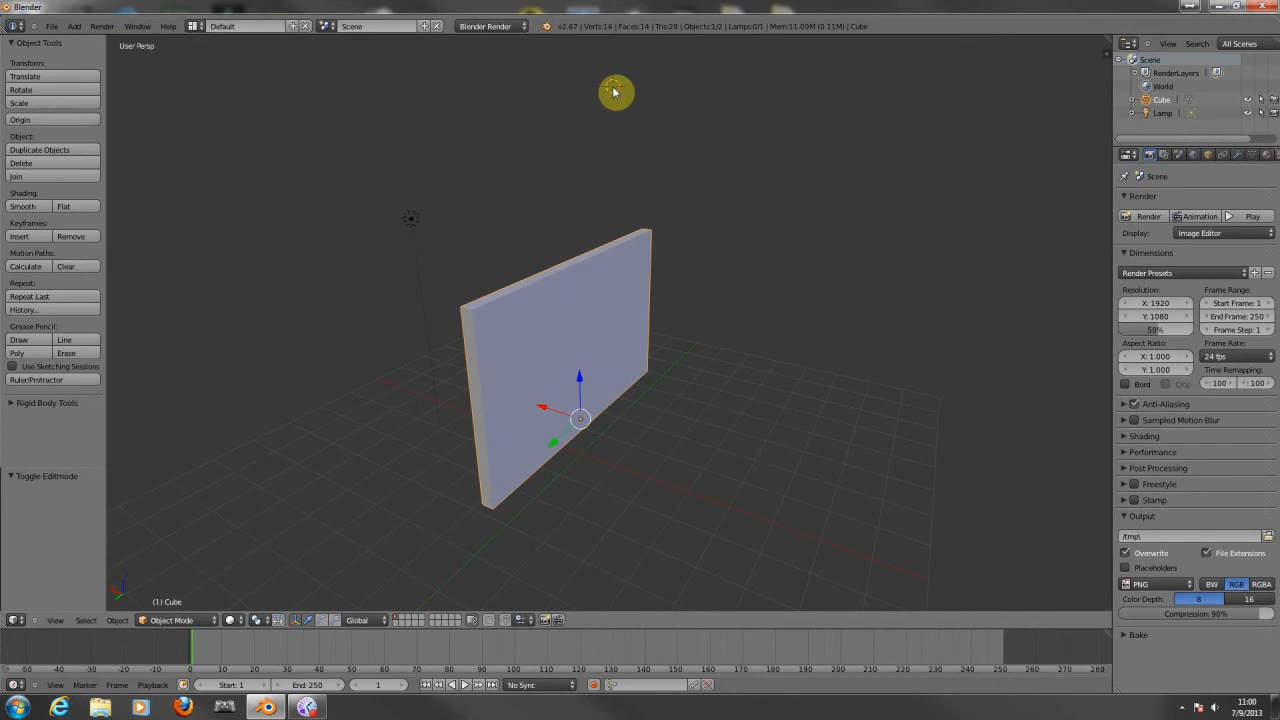 Blender
File Add Render Window Help Default Scene Blender Render v2.67 | Verts:16 | Faces:14 | Tris:28 | Objects:1/2 | Lamps:0/1 | Mem:11.09M (0.11M) | Cube
View Search All Scenes
Object Tools
User Persp
Scene
RenderLayers
World
Cube
Lamp
Transform:
Translate
Rotate
Scale
Origin
Object:
Duplicate Objects
Delete
Join
Shading:
Smooth Flat
Keyframes:
Insert Remove
Motion Paths:
Calculate Clear
Repeat:
Repeat Last
History...
Grease Pencil:
Draw Line
Poly Erase
Use Sketching Sessions
Ruler/Protractor
Rigid Body Tools
Toggle Editmode
Scene
Render
Render Animation Play
Display: Image Editor
Dimensions
Render Presets
Resolution: Frame Range:
X: 1920 Start Frame: 1
Y: 1080 End Frame: 250
50% Frame Step: 1
Aspect Ratio: Frame Rate:
X: 1.000 24 fps
Y: 1.000 Time Remapping:
Bord Crop : 100 : 100
Anti-Aliasing
Sampled Motion Blur
Shading
Performance
Post Processing
Freestyle
Stamp
Output
/tmp\
Overwrite File Extensions
Placeholders
PNG BW RGB RGBA
Color Depth: 8 16
Compression: 90%
Bake
(1) Cube
View Select Object Object Mode Global
-50 -40 -30 -20 -10 0 10 20 30 40 50 60 70 80 90 100 110 120 130 140 150 160 170 180 190 200 210 220 230 240 250 260 270 280
View Marker Frame Playback Start: 1 End: 250 1 No Sync
11:00
7/9/2013